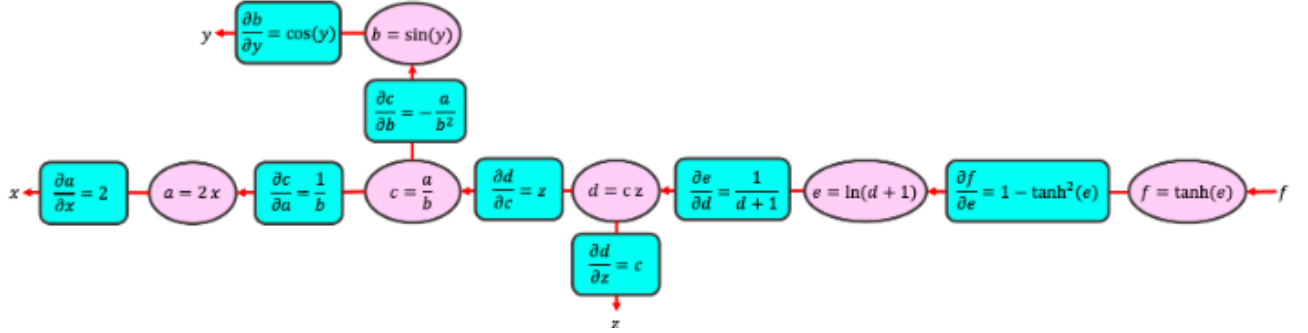 y ∂b/∂y = cos(y) b = sin(y)
∂c/∂b = − a/b²
x ∂a/∂x = 2 a = 2x ∂c/∂a = 1/b c = a/b ∂d/∂c = z d = c z ∂e/∂d = 1/(d + 1) e = ln(d + 1) ∂f/∂e = 1 − tanh²(e) f = tanh(e) f
∂d/∂z = c
z